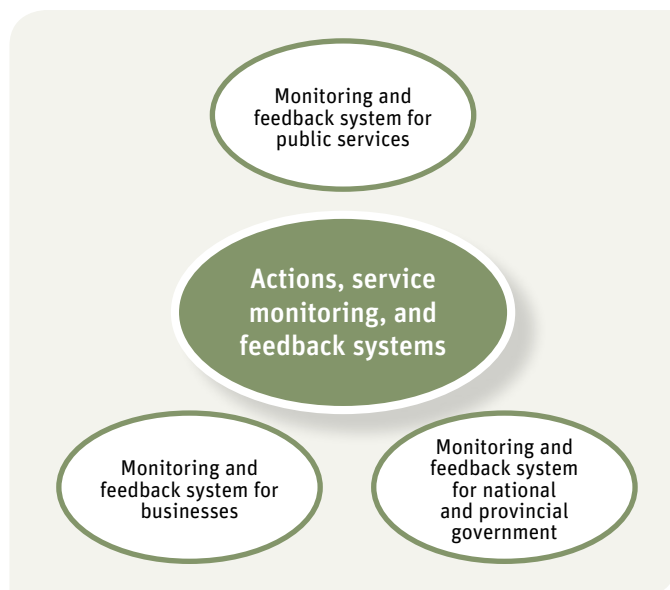 Monitoring and
feedback system for
public services
Actions, service
monitoring, and
feedback systems
Monitoring and
feedback system for
businesses
Monitoring and
feedback system
for national
and provincial
government